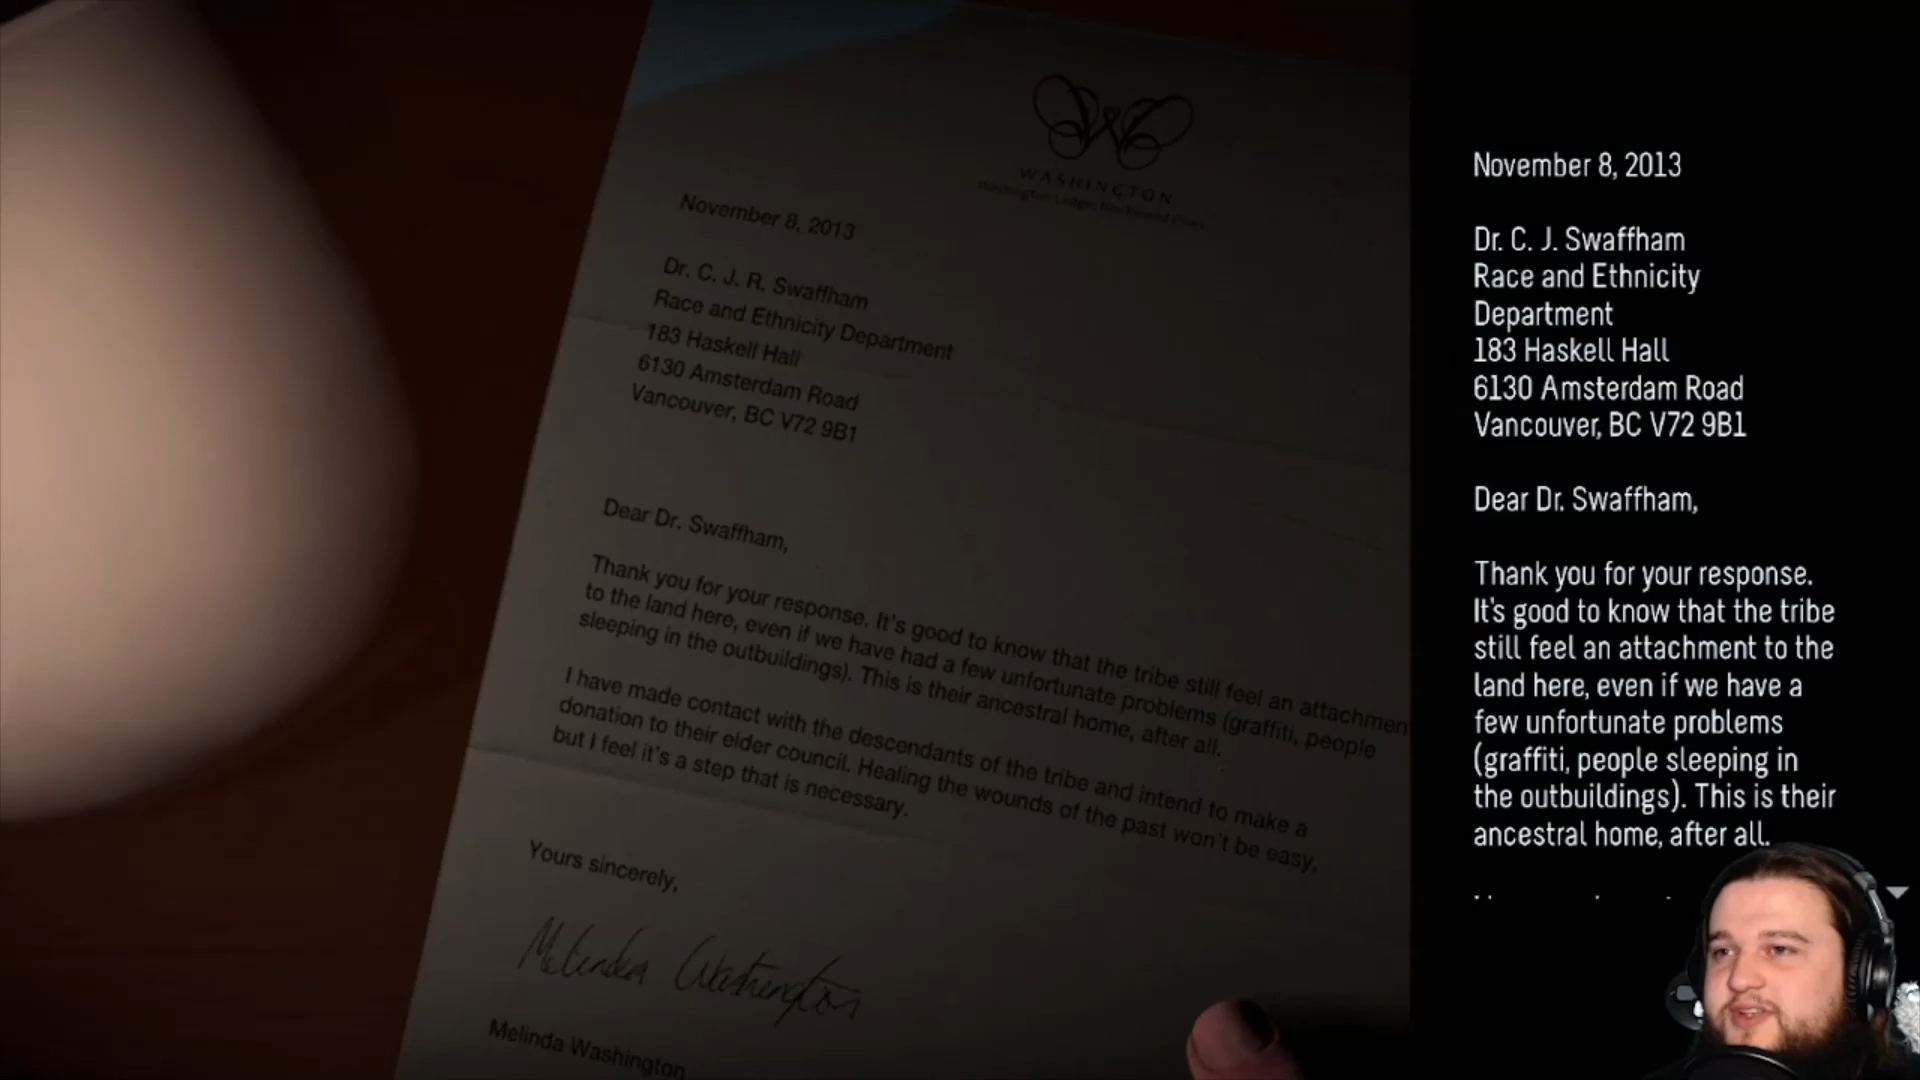 WASHINGTON
Washington Lodge, Blackwood Pines
November 8, 2013
Dr. C. J. R. Swaffham
Race and Ethnicity Department
183 Haskell Hall
6130 Amsterdam Road
Vancouver, BC V72 9B1
Dear Dr. Swaffham,
Thank you for your response. It's good to know that the tribe still feel an attachmen
to the land here, even if we have had a few unfortunate problems (graffiti, people
sleeping in the outbuildings). This is their ancestral home, after all.
I have made contact with the descendants of the tribe and intend to make a
donation to their elder council. Healing the wounds of the past won't be easy,
but I feel it's a step that is necessary.
Yours sincerely,
Melinda Washington
Melinda Washington
November 8, 2013
Dr. C. J. Swaffham
Race and Ethnicity
Department
183 Haskell Hall
6130 Amsterdam Road
Vancouver, BC V72 9B1
Dear Dr. Swaffham,
Thank you for your response.
It's good to know that the tribe
still feel an attachment to the
land here, even if we have a
few unfortunate problems
(graffiti, people sleeping in
the outbuildings). This is their
ancestral home, after all.